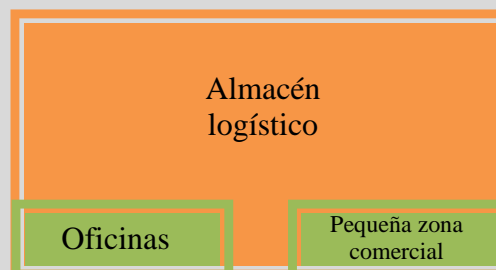 Almacén
logístico
Oficinas
Pequeña zona
comercial